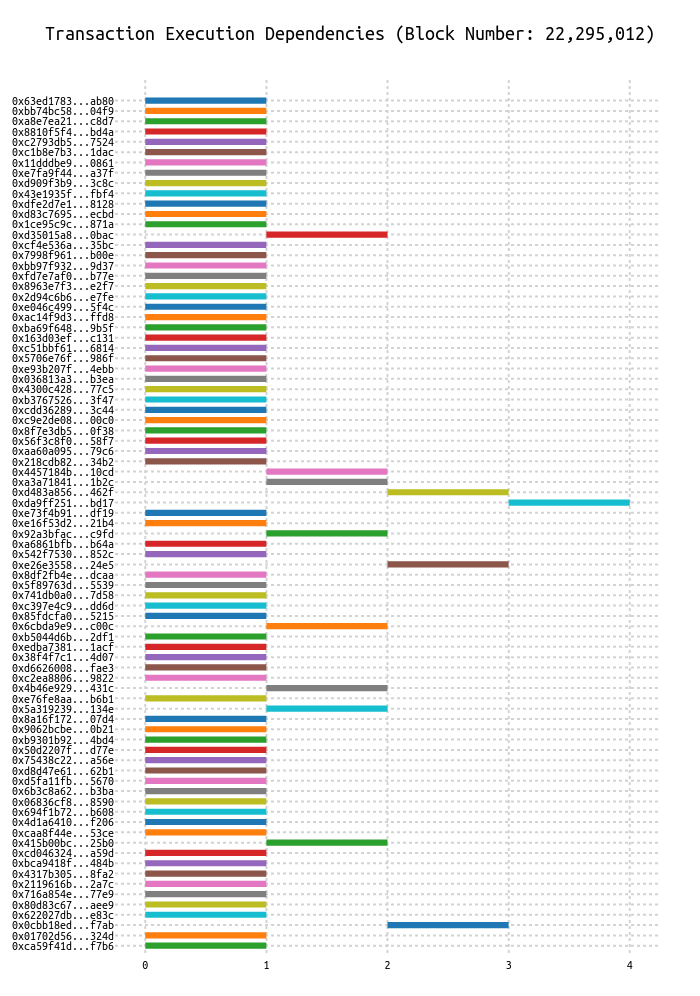 Transaction Execution Dependencies (Block Number: 22,295,012)
0x63ed1783...ab80
0xbb74bc58...04f9
0xa8e7ea21...c8d7
0x8810f5f4...bd4a
0xc2793db5...7524
0xc1b8e7b3...1dac
0x11dddbe9...0861
0xe7fa9f44...a37f
0xd909f3b9...3c8c
0x43e1935f...fbf4
0xdfe2d7e1...8128
0xd83c7695...ecbd
0x1ce95c9c...871a
0xd35015a8...0bac
0xcf4e536a...35bc
0x7998f961...b00e
0xbb97f932...9d37
0xfd7e7af0...b77e
0x8963e7f3...e2f7
0x2d94c6b6...e7fe
0xe046c499...5f4c
0xac14f9d3...ffd8
0xba69f648...9b5f
0x163d03ef...c131
0xc51bbf61...6814
0x5706e76f...986f
0xe93b207f...4ebb
0x036813a3...b3ea
0x4300c428...77c5
0xb3767526...3f47
0xcdd36289...3c44
0xc9e2de08...00c0
0x8f7e3db5...0f38
0x56f3c8f0...58f7
0xaa60a095...79c6
0x218cdb82...34b2
0x4457184b...10cd
0xa3a71841...1b2c
0xd483a856...462f
0xda9ff251...bd17
0xe73f4b91...df19
0xe16f53d2...21b4
0x92a3bfac...c9fd
0xa6861bfb...b64a
0x542f7530...852c
0xe26e3558...24e5
0x8df2fb4e...dcaa
0x5f89763d...5539
0x741db0a0...7d58
0xc397e4c9...dd6d
0x85fdcfa0...5215
0x6cbda9e9...c00c
0xb5044d6b...2df1
0xedba7381...1acf
0x38f4f7c1...4d07
0xd6626008...fae3
0xc2ea8806...9822
0x4b46e929...431c
0xe76fe8aa...b6b1
0x5a319239...134e
0x8a16f172...07d4
0x9062bcbe...0b21
0xb9301b92...4bd4
0x50d2207f...d77e
0x75438c22...a56e
0xd8d47e61...62b1
0xd5fa11fb...5670
0x6b3c8a62...b3ba
0x06836cf8...8590
0x694f1b72...b608
0x4d1a6410...f206
0xcaa8f44e...53ce
0x415b00bc...25b0
0xcd046324...a59d
0xbca9418f...484b
0x4317b305...8fa2
0x2119616b...2a7c
0x716a854e...77e9
0x80d83c67...aee9
0x622027db...e83c
0x0cbb18ed...f7ab
0x01702d56...324d
0xca59f41d...f7b6
0 1 2 3 4